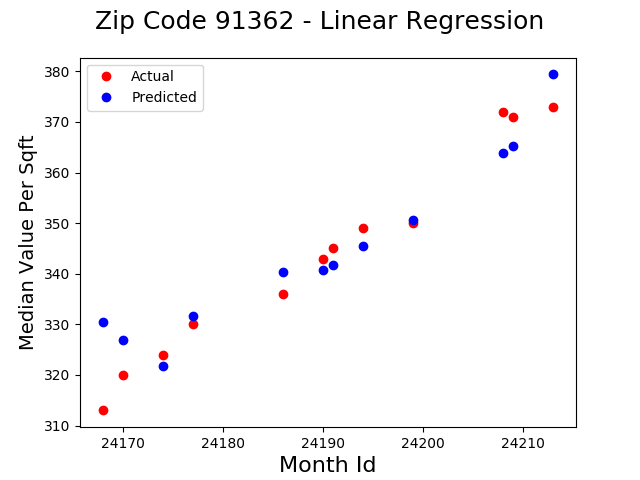 Zip Code 91362 - Linear Regression
Actual
Predicted
380
370
360
350
340
330
320
310
Median Value Per Sqft
24170 24180 24190 24200 24210
Month Id